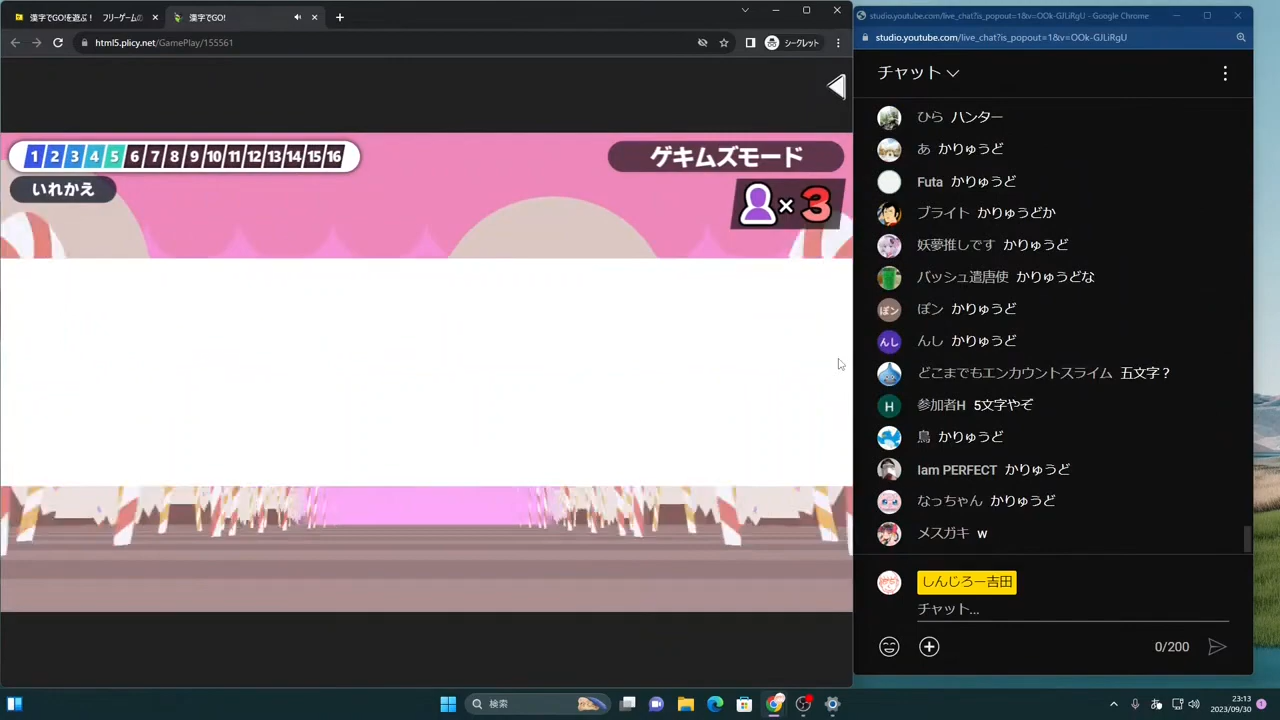 漢字でGO!を遊ぶ！ フリーゲームの
漢字でGO!
html5.plicy.net/GamePlay/155561
シークレット
1 2 3 4 5 6 7 8 9 10 11 12 13 14 15 16
いれかえ
ゲキムズモード
× 3
studio.youtube.com/live_chat?is_popout=1&v=OOk-GJLiRgU - Google Chrome
studio.youtube.com/live_chat?is_popout=1&v=OOk-GJLiRgU
チャット
ひら ハンター
あ かりゅうど
Futa かりゅうど
ブライト かりゅうどか
妖夢推しです かりゅうど
バッシュ遣唐使 かりゅうどな
ぽン ぽン かりゅうど
んし んし かりゅうど
どこまでもエンカウントスライム 五文字？
H 参加者H 5文字やぞ
鳥 かりゅうど
Iam PERFECT かりゅうど
なっちゃん かりゅうど
メスガキ w
しんじろー吉田
チャット...
0/200
検索
あ
23:13
2023/09/30
1